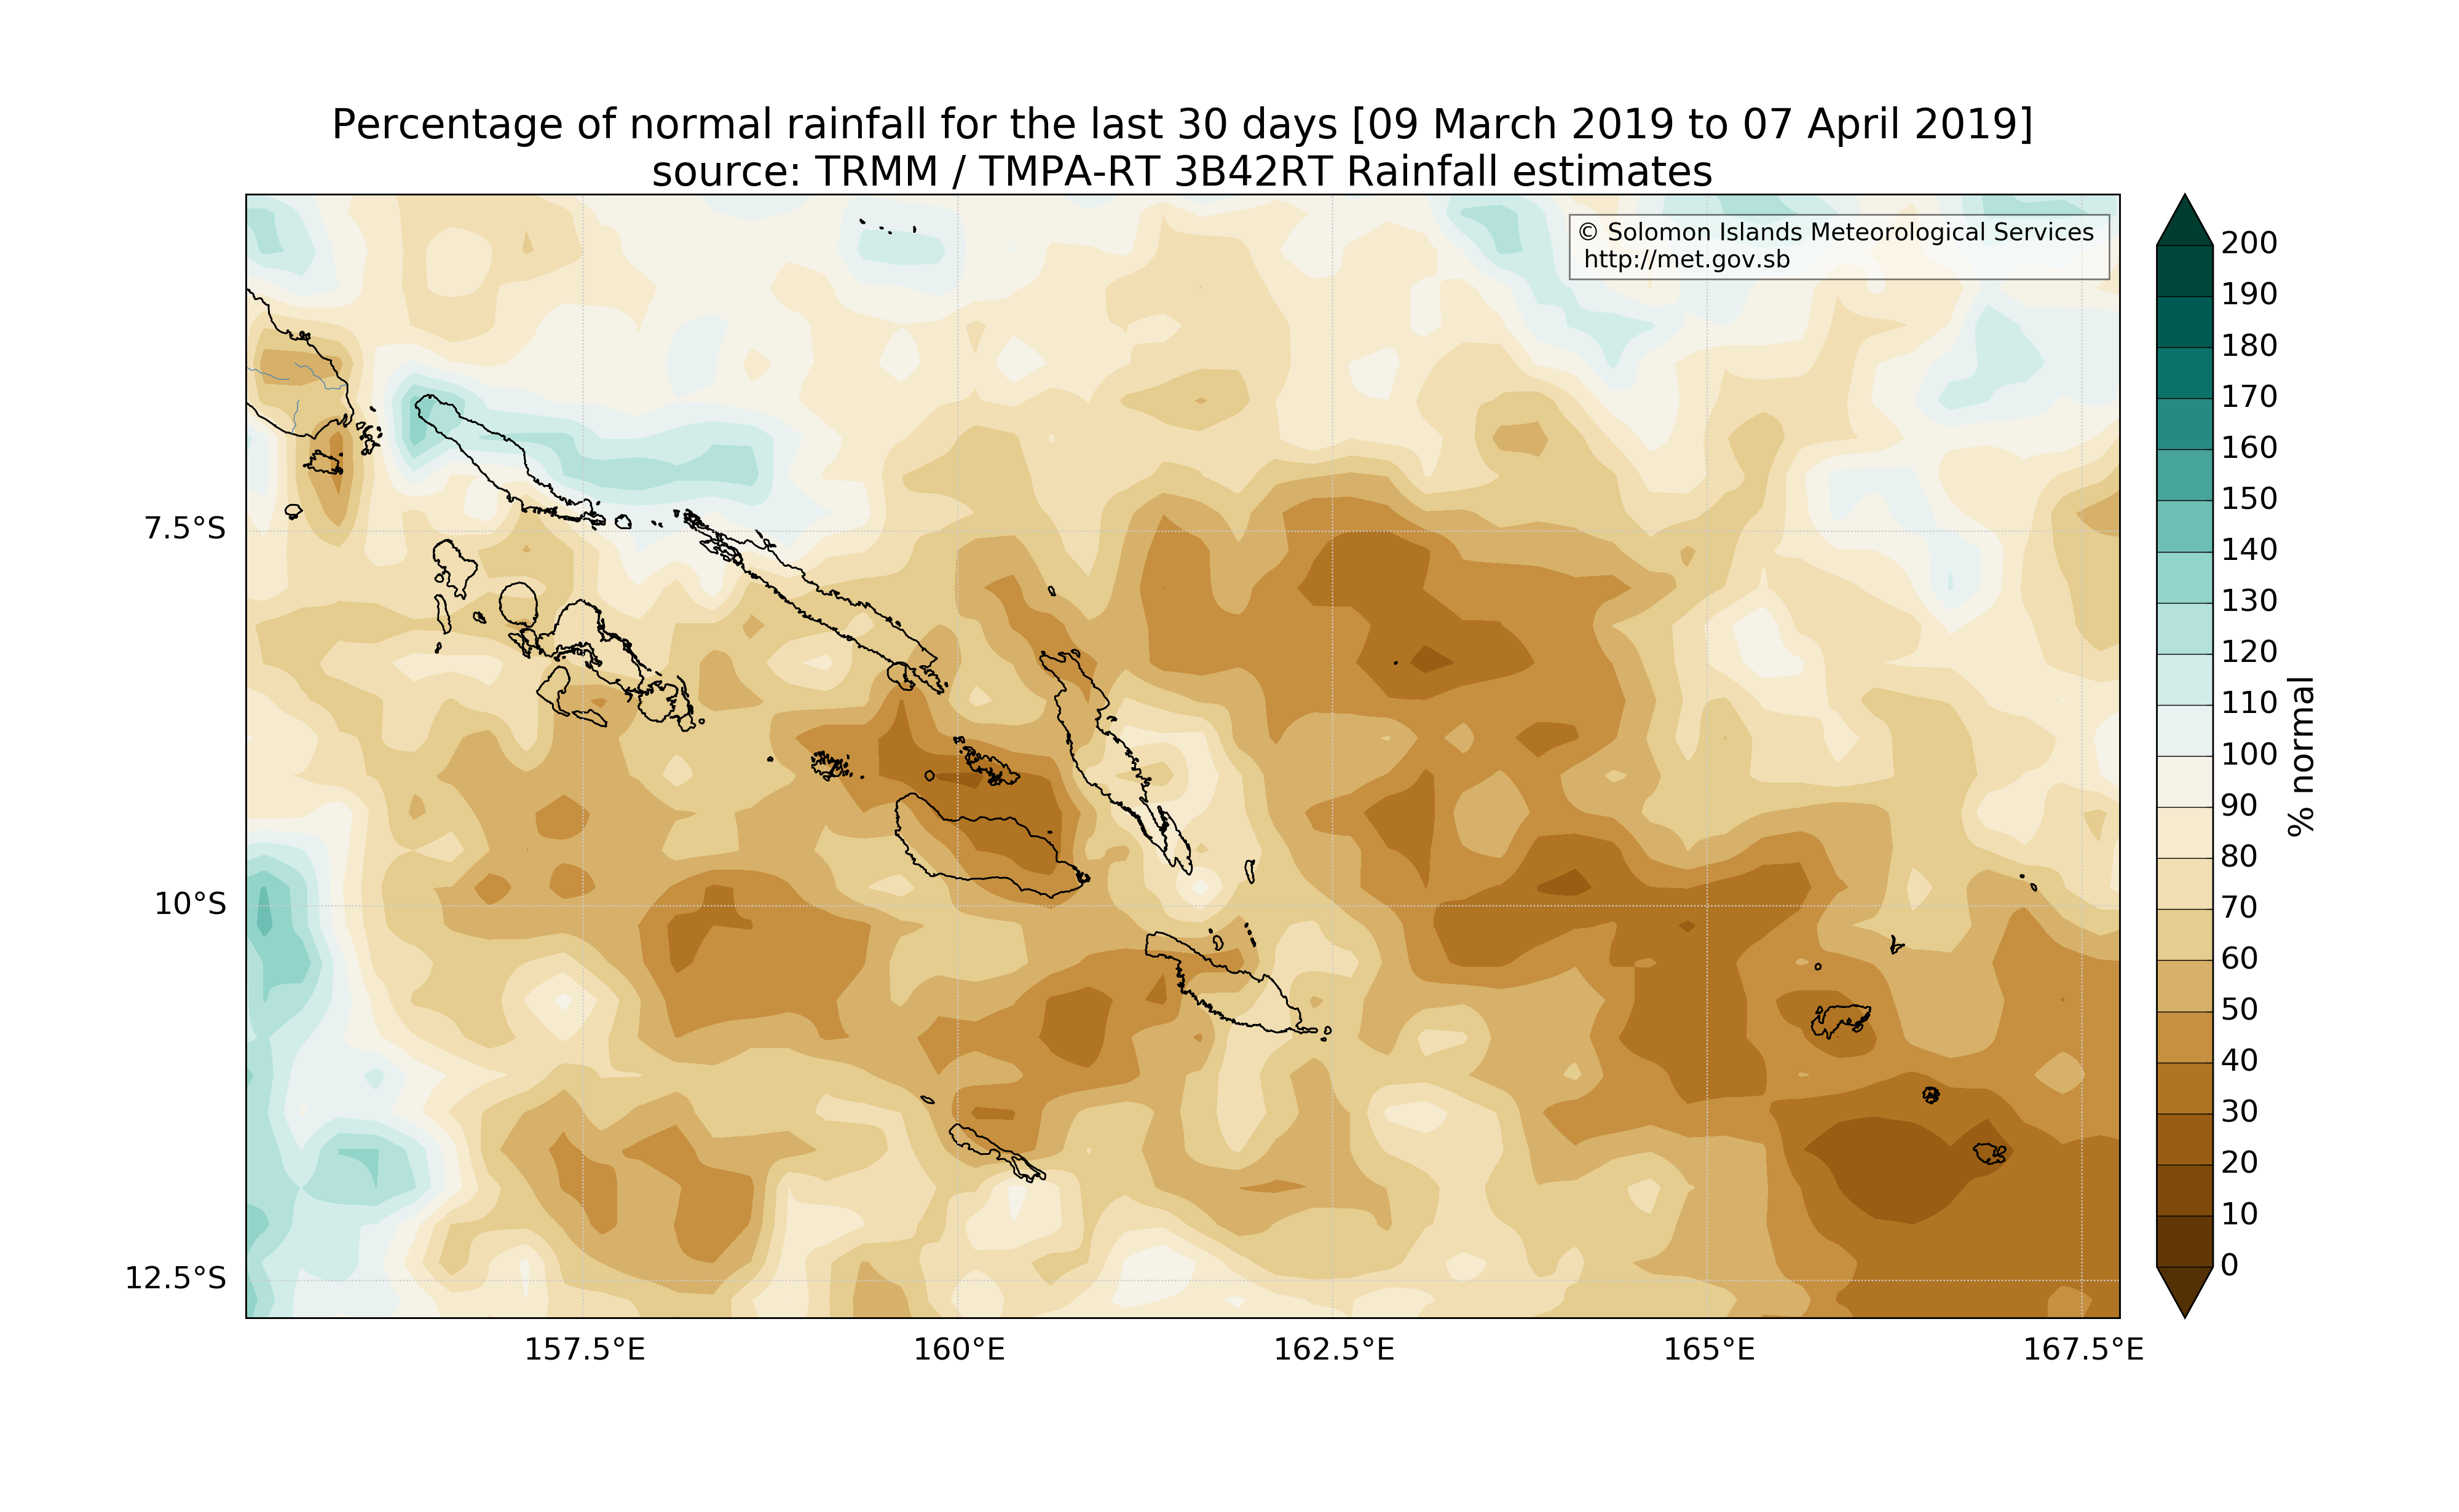 Percentage of normal rainfall for the last 30 days [09 March 2019 to 07 April 2019]
source: TRMM / TMPA-RT 3B42RT Rainfall estimates
© Solomon Islands Meteorological Services
http://met.gov.sb
7.5°S
10°S
12.5°S
157.5°E
160°E
162.5°E
165°E
167.5°E
200
190
180
170
160
150
140
130
120
110
100
90
80
70
60
50
40
30
20
10
0
% normal